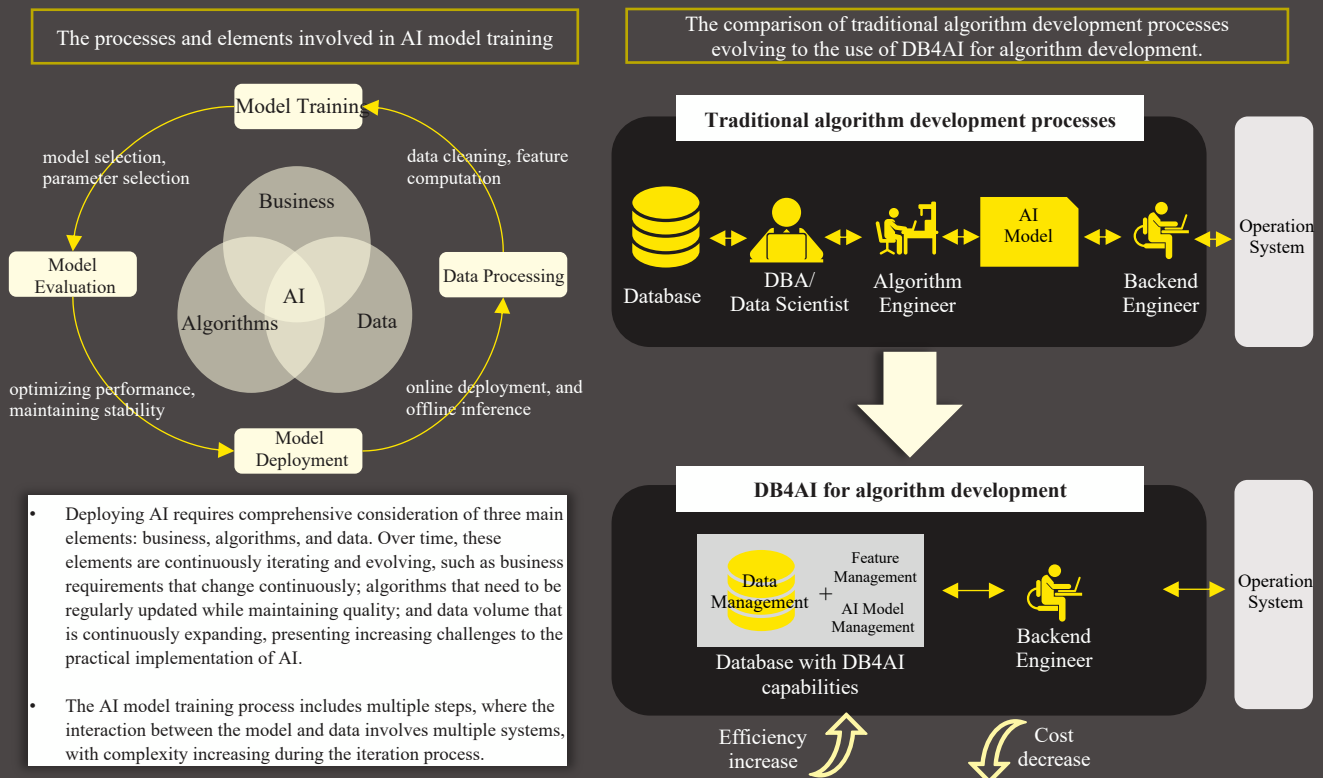 The processes and elements involved in AI model training
Model Training
model selection,
parameter selection
data cleaning, feature
computation
Business
Model
Evaluation
AI
Algorithms
Data
Data Processing
optimizing performance,
maintaining stability
online deployment, and
offline inference
Model
Deployment
• Deploying AI requires comprehensive consideration of three main
elements: business, algorithms, and data. Over time, these
elements are continuously iterating and evolving, such as business
requirements that change continuously; algorithms that need to be
regularly updated while maintaining quality; and data volume that
is continuously expanding, presenting increasing challenges to the
practical implementation of AI.
• The AI model training process includes multiple steps, where the
interaction between the model and data involves multiple systems,
with complexity increasing during the iteration process.
The comparison of traditional algorithm development processes
evolving to the use of DB4AI for algorithm development.
Traditional algorithm development processes
Database
DBA/
Data Scientist
Algorithm
Engineer
AI
Model
Backend
Engineer
Operation
System
DB4AI for algorithm development
Data
Management
+
Feature
Management
AI Model
Management
Database with DB4AI
capabilities
Backend
Engineer
Operation
System
Efficiency
increase
Cost
decrease